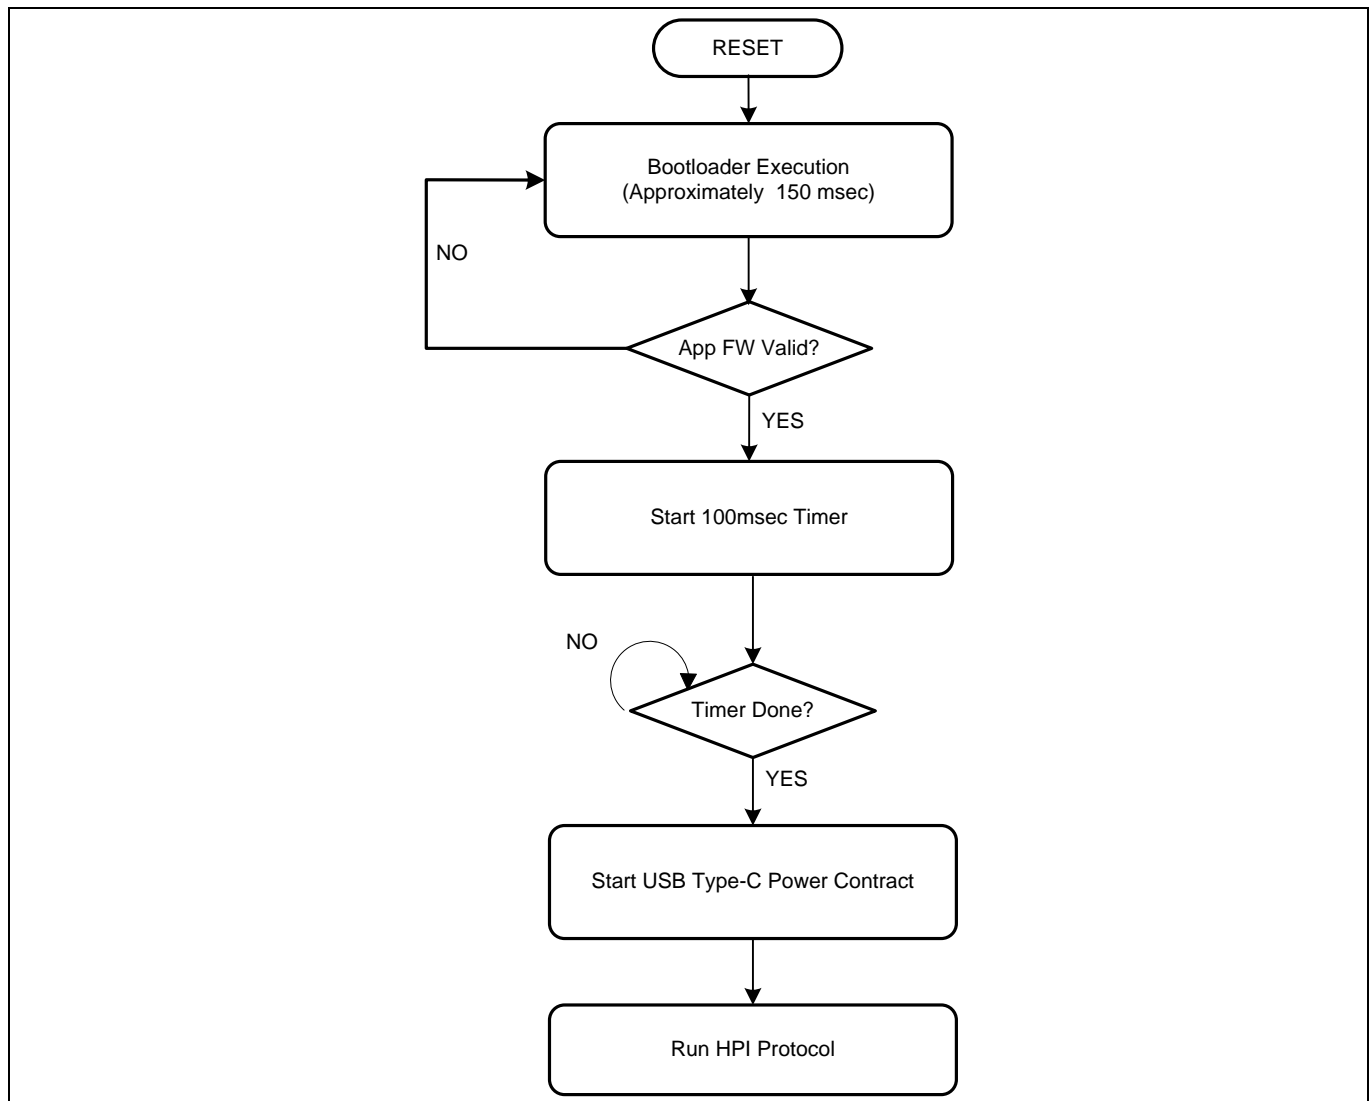 RESET
Bootloader Execution
(Approximately  150 msec)
NO
App FW Valid?
YES
Start 100msec Timer
NO
Timer Done?
YES
Start USB Type-C Power Contract
Run HPI Protocol